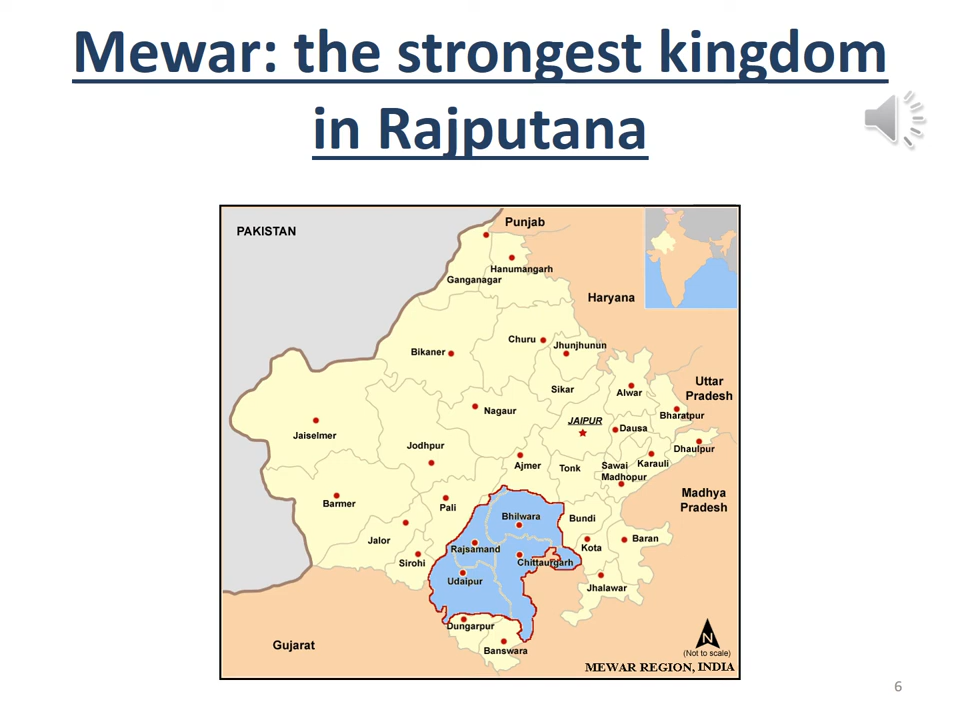 Mewar: the strongest kingdom
in Rajputana
PAKISTAN
Punjab
Hanumangarh
Ganganagar
Haryana
Churu
Jhunjhunun
Bikaner
Sikar
Alwar
Uttar
Pradesh
Nagaur
Bharatpur
JAIPUR
Dausa
Jaiselmer
Jodhpur
Dhaulpur
Ajmer
Tonk
Sawai
Madhopur
Karauli
Barmer
Pali
Madhya
Pradesh
Bhilwara
Bundi
Jalor
Rajsamand
Kota
Baran
Sirohi
Chittaurgarh
Udaipur
Jhalawar
Dungarpur
Gujarat
Banswara
N
(Not to scale)
MEWAR REGION, INDIA
6